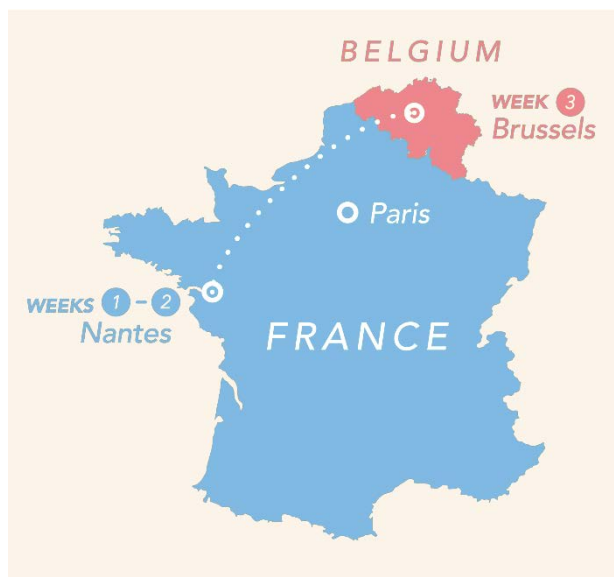 BELGIUM
WEEK 3
Brussels
Paris
WEEKS 1 - 2
Nantes
FRANCE